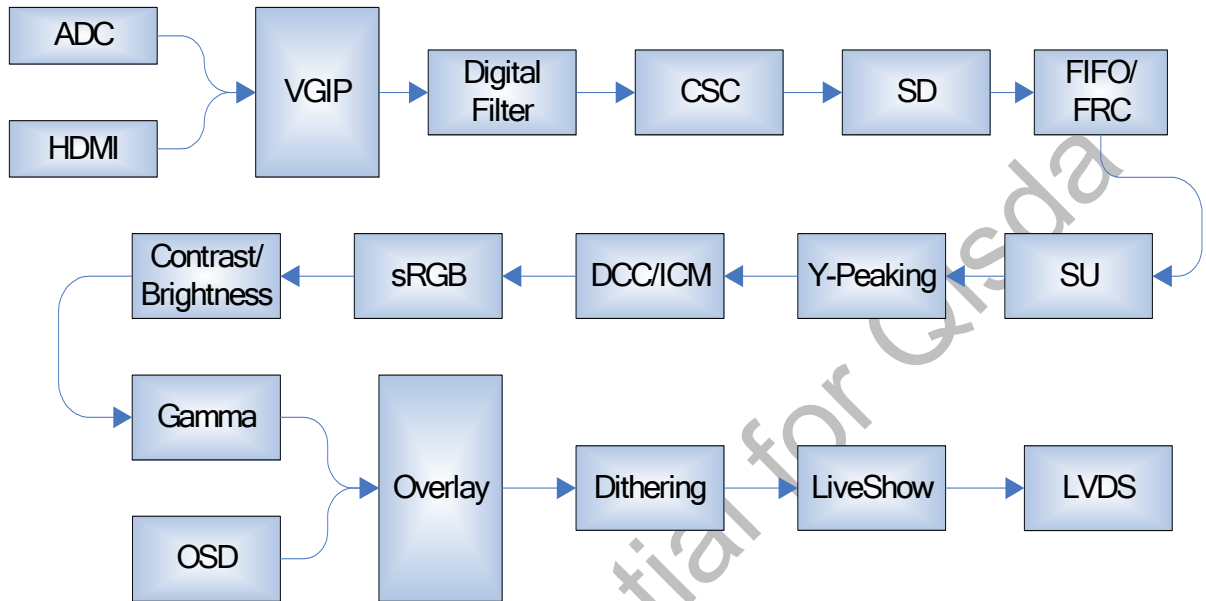 ADC
HDMI
VGIP
Digital
Filter
CSC
SD
FIFO/
FRC
SU
Y-Peaking
DCC/ICM
sRGB
Contrast/
Brightness
Gamma
OSD
Overlay
Dithering
LiveShow
LVDS
tial for Qisda